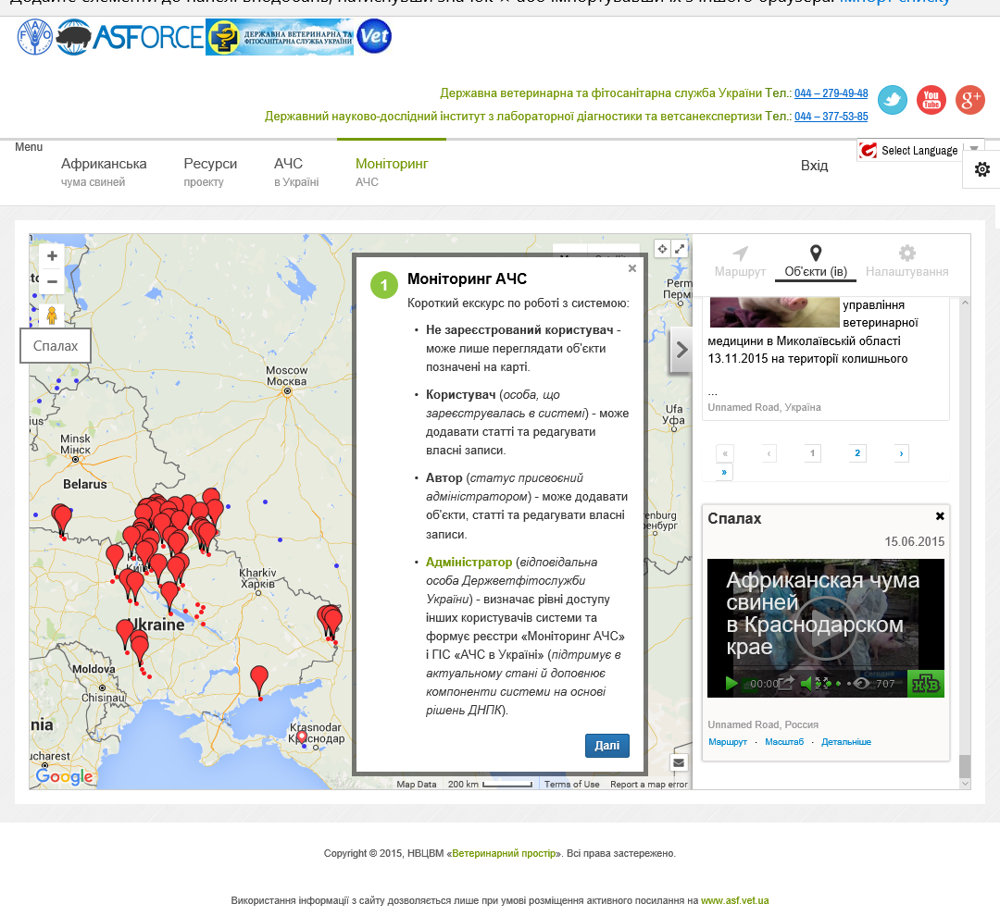 Додайте елементи до панелі вподобань, натиснувши значок ☆ або імпортувавши їх з іншого браузера. Імпорт списку
FAO
ASFORCE
ДЕРЖАВНА ВЕТЕРИНАРНА ТА
ФІТОСАНІТАРНА СЛУЖБА УКРАЇНИ
Vet
Державна ветеринарна та фітосанітарна служба України Тел.: 044 – 279-49-48
Державний науково-дослідний інститут з лабораторної діагностики та ветсанекспертизи Тел.: 044 – 377-53-85
You
Tube
g+
Menu
Select Language
Африканська
чума свиней
Ресурси
проекту
АЧС
в Україні
Моніторинг
АЧС
Вхід
Спалах
Moscow
Москва
Minsk
Мінск
Belarus
Kharkiv
Харків
Ukraine
Moldova
Chisinau
Krasnodar
Краснодар
Ufa
Уфа
Google
Map Data
200 km
Terms of Use
Report a map error
1
Моніторинг АЧС
Короткий екскурс по роботі з системою:
• Не зареєстрований користувач -
може лише переглядати об'єкти
позначені на карті.
• Користувач (особа, що
зареєструвалась в системі) - може
додавати статті та редагувати
власні записи.
• Автор (статус присвоєний
адміністратором) - може додавати
об'єкти, статті та редагувати власні
записи.
• Адміністратор (відповідальна
особа Держветфітослужби
України) - визначає рівні доступу
інших користувачів системи та
формує реєстри «Моніторинг АЧС»
і ГІС «АЧС в Україні» (підтримує в
актуальному стані й доповнює
компоненти системи на основі
рішень ДНПК).
Далі
Маршрут
Об'єкти (ів)
Налаштування
управління
ветеринарної
медицини в Миколаївській області
13.11.2015 на території колишнього
...
Unnamed Road, Україна
« ‹ 1 2 ›
»
Спалах
15.06.2015
Африканская чума
свиней
в Краснодарском
крае
00:00
707
НТВ
Unnamed Road, Россия
Маршрут · Масштаб · Детальніше
Copyright © 2015, НВЦВМ «Ветеринарний простір». Всі права застережено.
Використання інформації з сайту дозволяється лише при умові розміщення активного посилання на www.asf.vet.ua